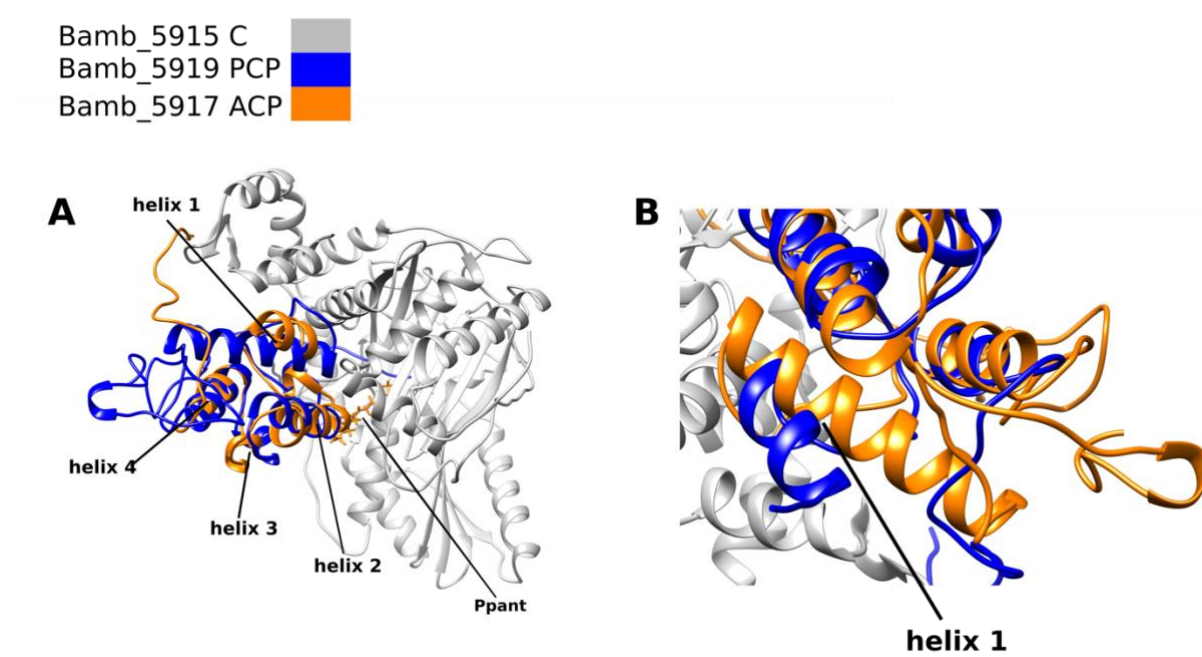 Bamb_5915 C
Bamb_5919 PCP
Bamb_5917 ACP
A
helix 1
helix 4
helix 3
helix 2
Ppant
B
helix 1